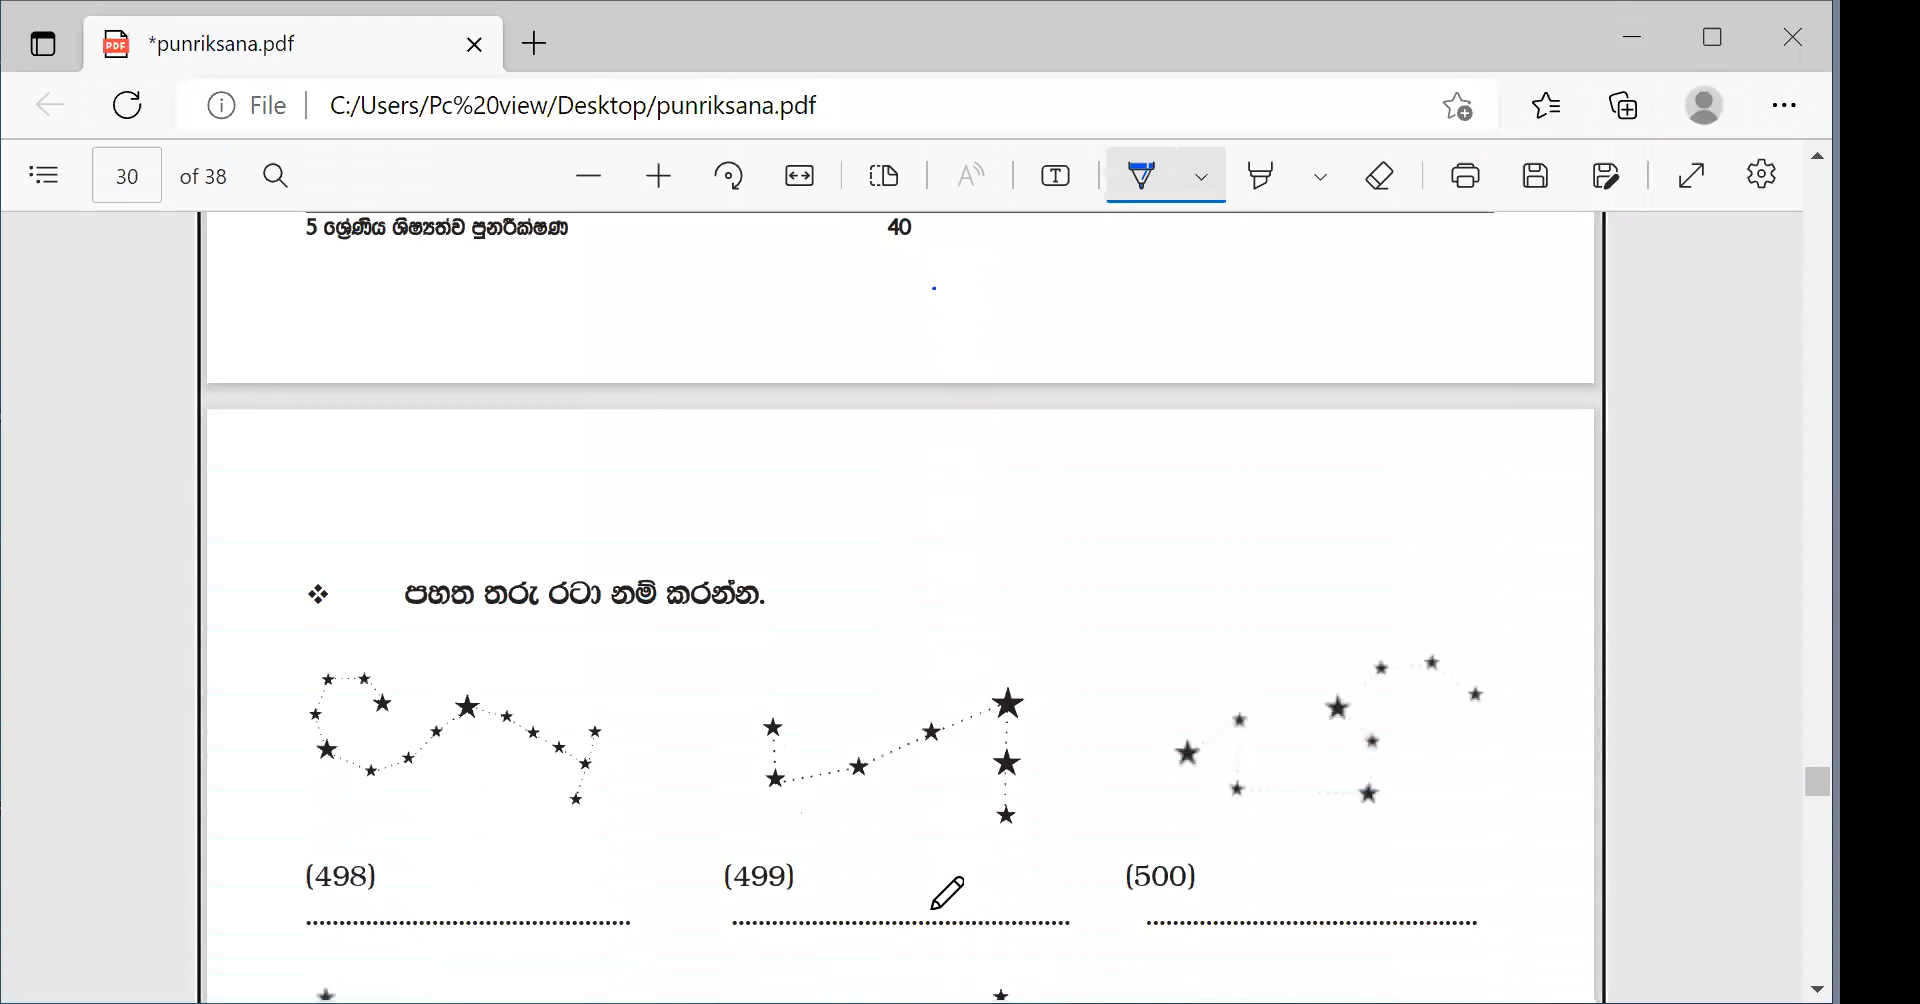 *punriksana.pdf
File
C:/Users/Pc%20view/Desktop/punriksana.pdf
30 of 38
5 ශ්‍රේණිය ශිෂ්‍යත්ව පුනරීක්ෂණ 40
❖ පහත තරු රටා නම් කරන්න.
(498) (499) (500)